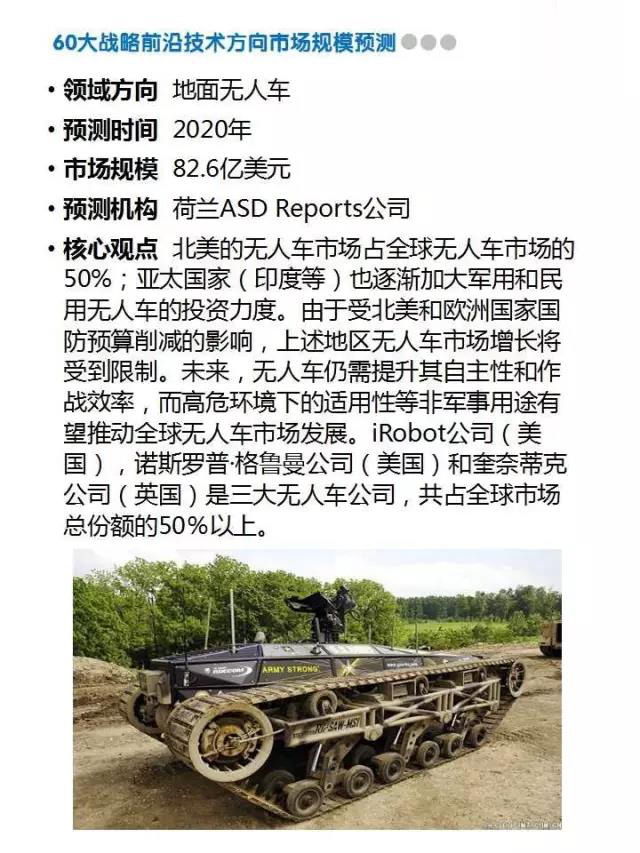 60大战略前沿技术方向市场规模预测
• 领域方向 地面无人车
• 预测时间 2020年
• 市场规模 82.6亿美元
• 预测机构 荷兰ASD Reports公司
• 核心观点 北美的无人车市场占全球无人车市场的
50%；亚太国家（印度等）也逐渐加大军用和民
用无人车的投资力度。由于受北美和欧洲国家国
防预算削减的影响，上述地区无人车市场增长将
受到限制。未来，无人车仍需提升其自主性和作
战效率，而高危环境下的适用性等非军事用途有
望推动全球无人车市场发展。iRobot公司（美
国），诺斯罗普·格鲁曼公司（美国）和奎奈蒂克
公司（英国）是三大无人车公司，共占全球市场
总份额的50%以上。
ARMY STRONG
RIPSAW-MS1